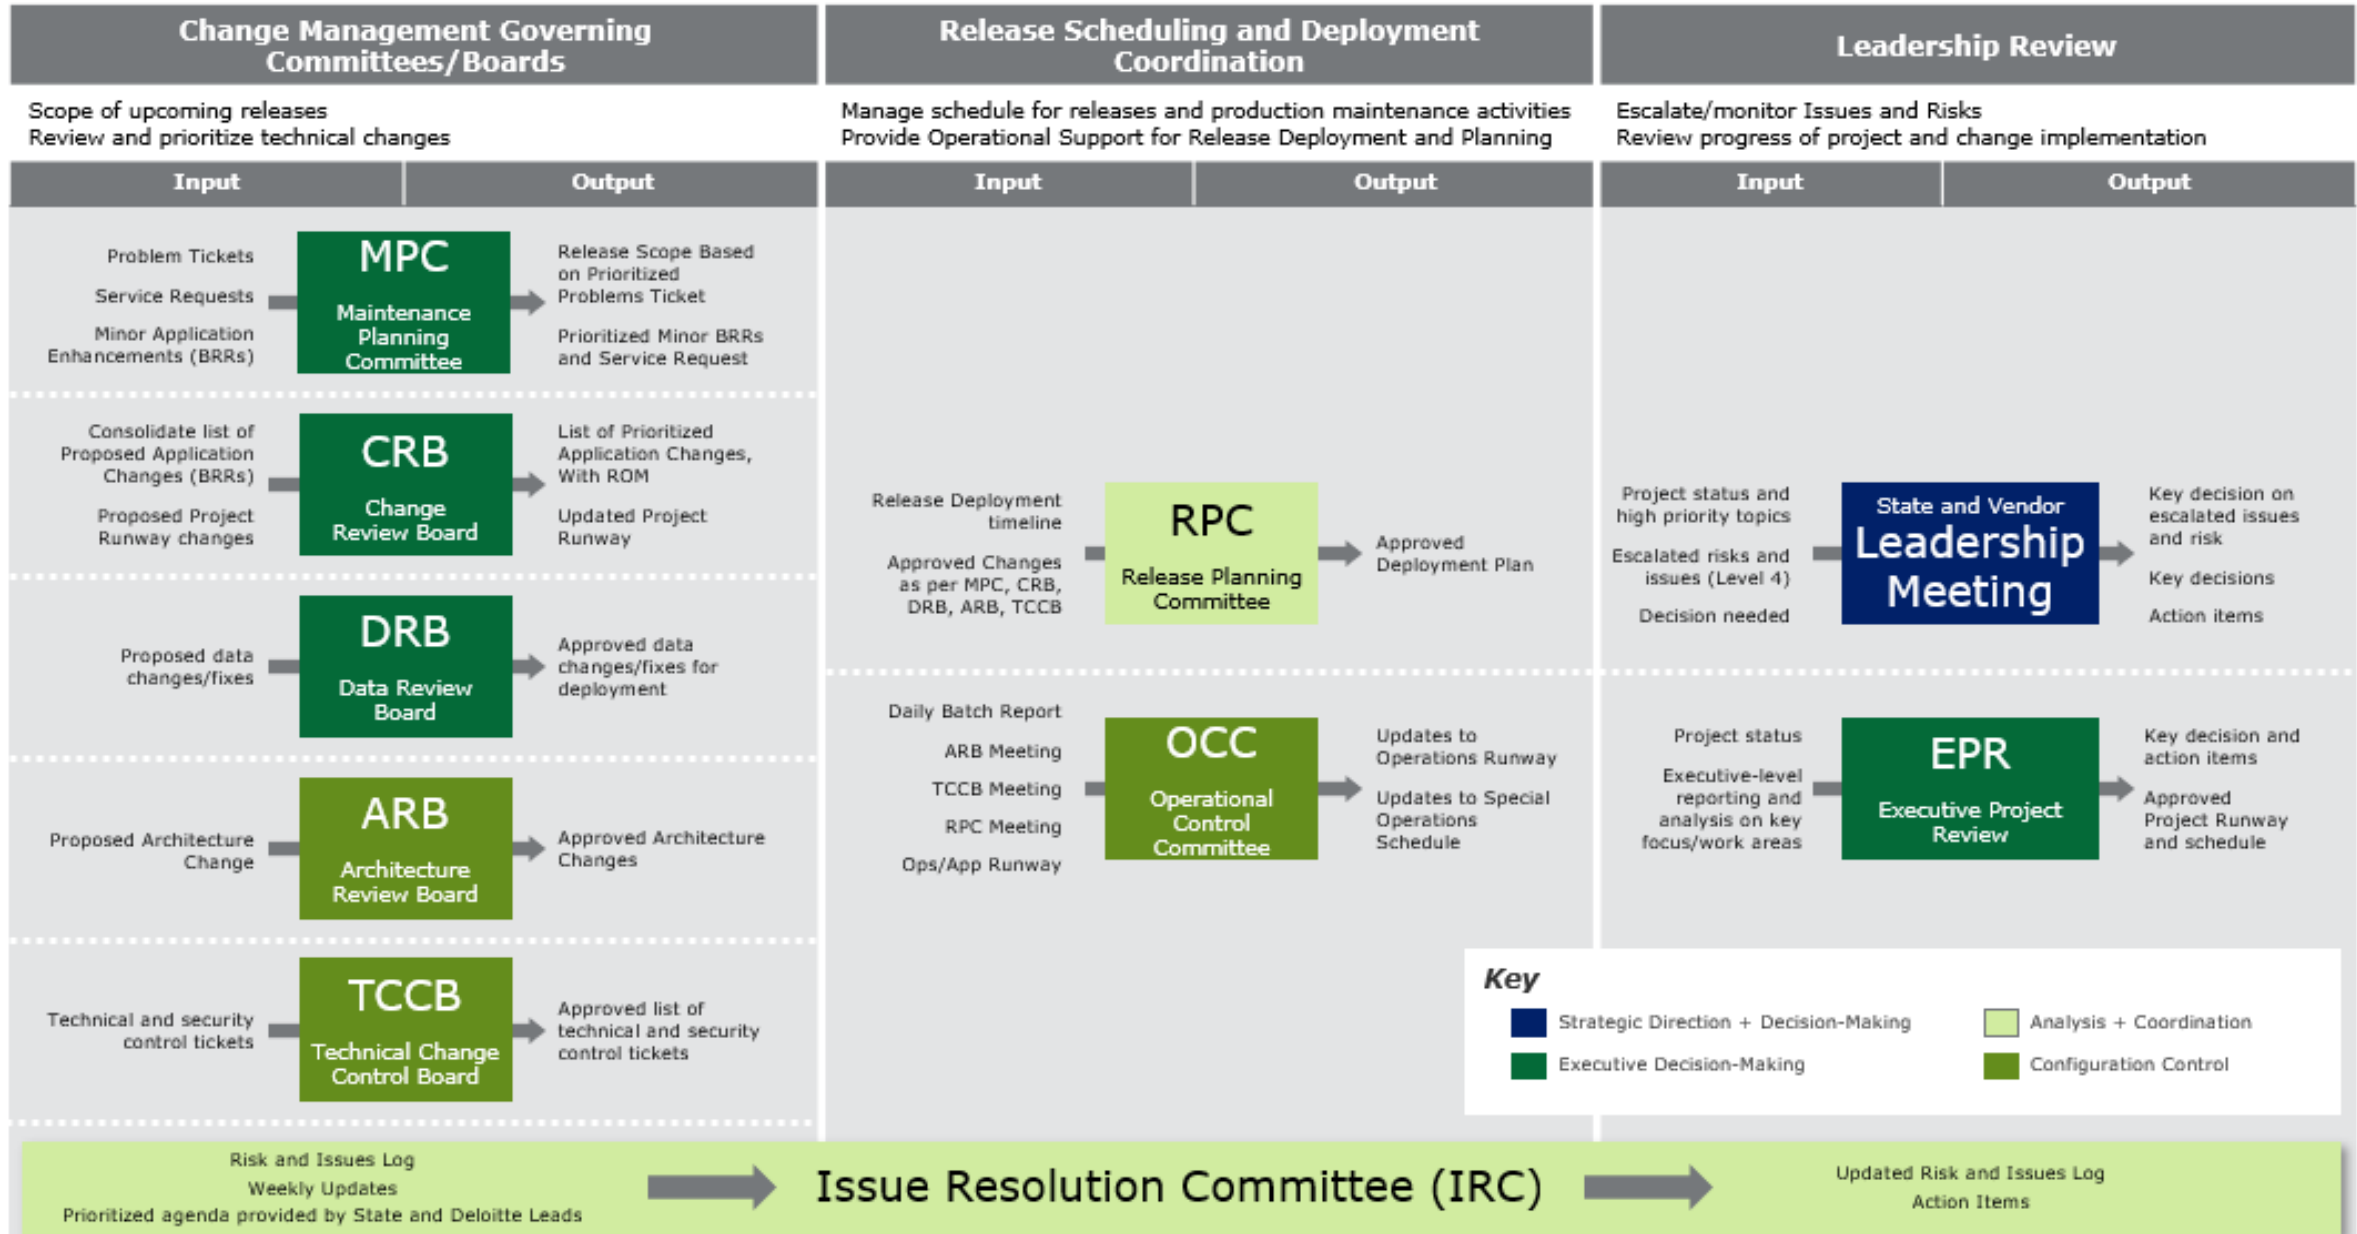 Change Management Governing
Committees/Boards
Scope of upcoming releases
Review and prioritize technical changes
Input
Output
Problem Tickets
Service Requests
Minor Application
Enhancements (BRRs)
MPC
Maintenance
Planning
Committee
Release Scope Based
on Prioritized
Problems Ticket
Prioritized Minor BRRs
and Service Request
Consolidate list of
Proposed Application
Changes (BRRs)
Proposed Project
Runway changes
CRB
Change
Review Board
List of Prioritized
Application Changes,
With ROM
Updated Project
Runway
Proposed data
changes/fixes
DRB
Data Review
Board
Approved data
changes/fixes for
deployment
Proposed Architecture
Change
ARB
Architecture
Review Board
Approved Architecture
Changes
Technical and security
control tickets
TCCB
Technical Change
Control Board
Approved list of
technical and security
control tickets
Release Scheduling and Deployment
Coordination
Manage schedule for releases and production maintenance activities
Provide Operational Support for Release Deployment and Planning
Input
Output
Release Deployment
timeline
Approved Changes
as per MPC, CRB,
DRB, ARB, TCCB
RPC
Release Planning
Committee
Approved
Deployment Plan
Daily Batch Report
ARB Meeting
TCCB Meeting
RPC Meeting
Ops/App Runway
OCC
Operational
Control
Committee
Updates to
Operations Runway
Updates to Special
Operations
Schedule
Leadership Review
Escalate/monitor Issues and Risks
Review progress of project and change implementation
Input
Output
Project status and
high priority topics
Escalated risks and
issues (Level 4)
Decision needed
State and Vendor
Leadership
Meeting
Key decision on
escalated issues
and risk
Key decisions
Action items
Project status
Executive-level
reporting and
analysis on key
focus/work areas
EPR
Executive Project
Review
Key decision and
action items
Approved
Project Runway
and schedule
Key
Strategic Direction + Decision-Making
Executive Decision-Making
Analysis + Coordination
Configuration Control
Risk and Issues Log
Weekly Updates
Prioritized agenda provided by State and Deloitte Leads
Issue Resolution Committee (IRC)
Updated Risk and Issues Log
Action Items